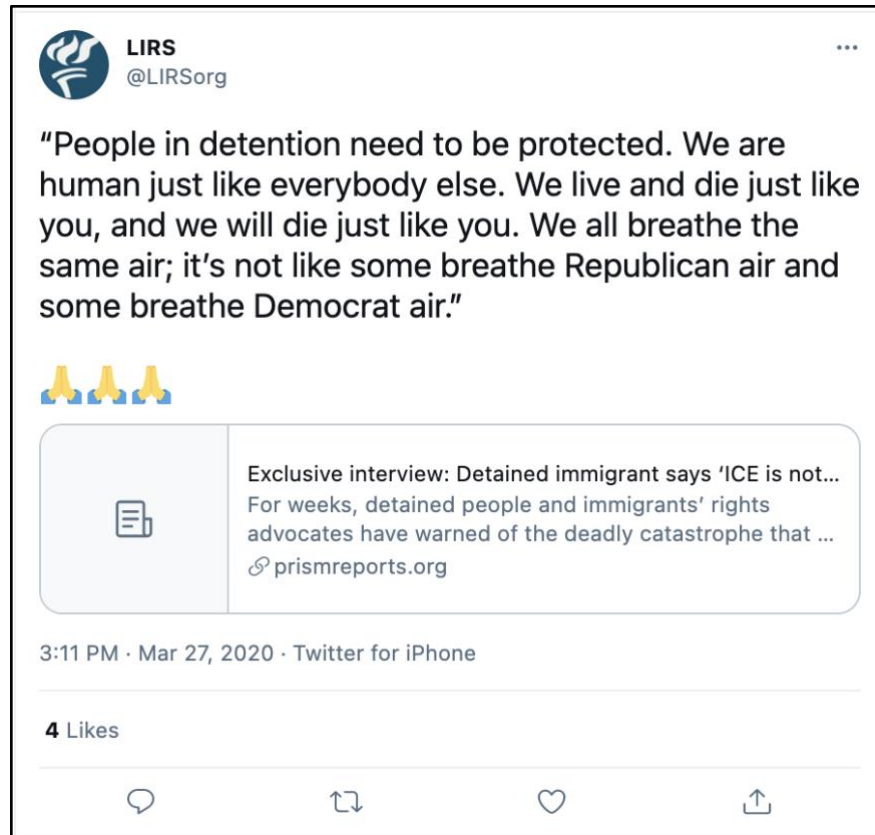 LIRS
@LIRSorg
“People in detention need to be protected. We are
human just like everybody else. We live and die just like
you, and we will die just like you. We all breathe the
same air; it’s not like some breathe Republican air and
some breathe Democrat air.”
🙏🙏🙏
Exclusive interview: Detained immigrant says ‘ICE is not...
For weeks, detained people and immigrants’ rights
advocates have warned of the deadly catastrophe that ...
prismreports.org
3:11 PM · Mar 27, 2020 · Twitter for iPhone
4 Likes